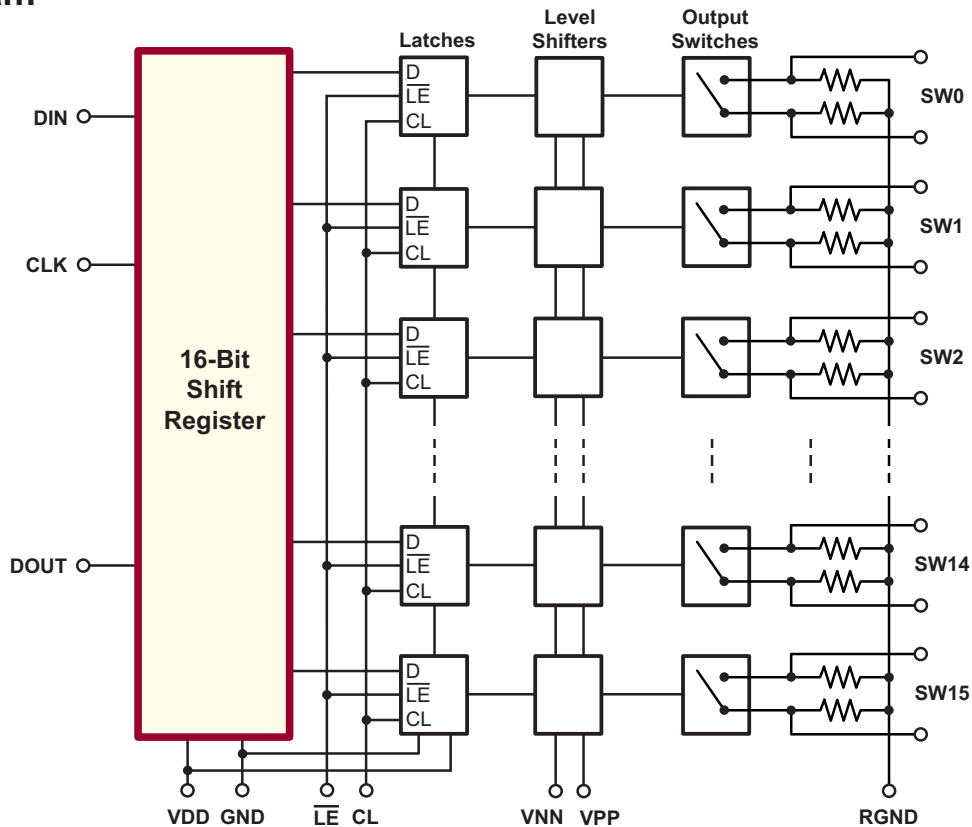 Latches
Level
Shifters
Output
Switches
DIN
CLK
DOUT
16-Bit
Shift
Register
D
LE
CL
SW0
D
LE
CL
SW1
D
LE
CL
SW2
D
LE
CL
SW14
D
LE
CL
SW15
VDD GND LE CL VNN VPP RGND